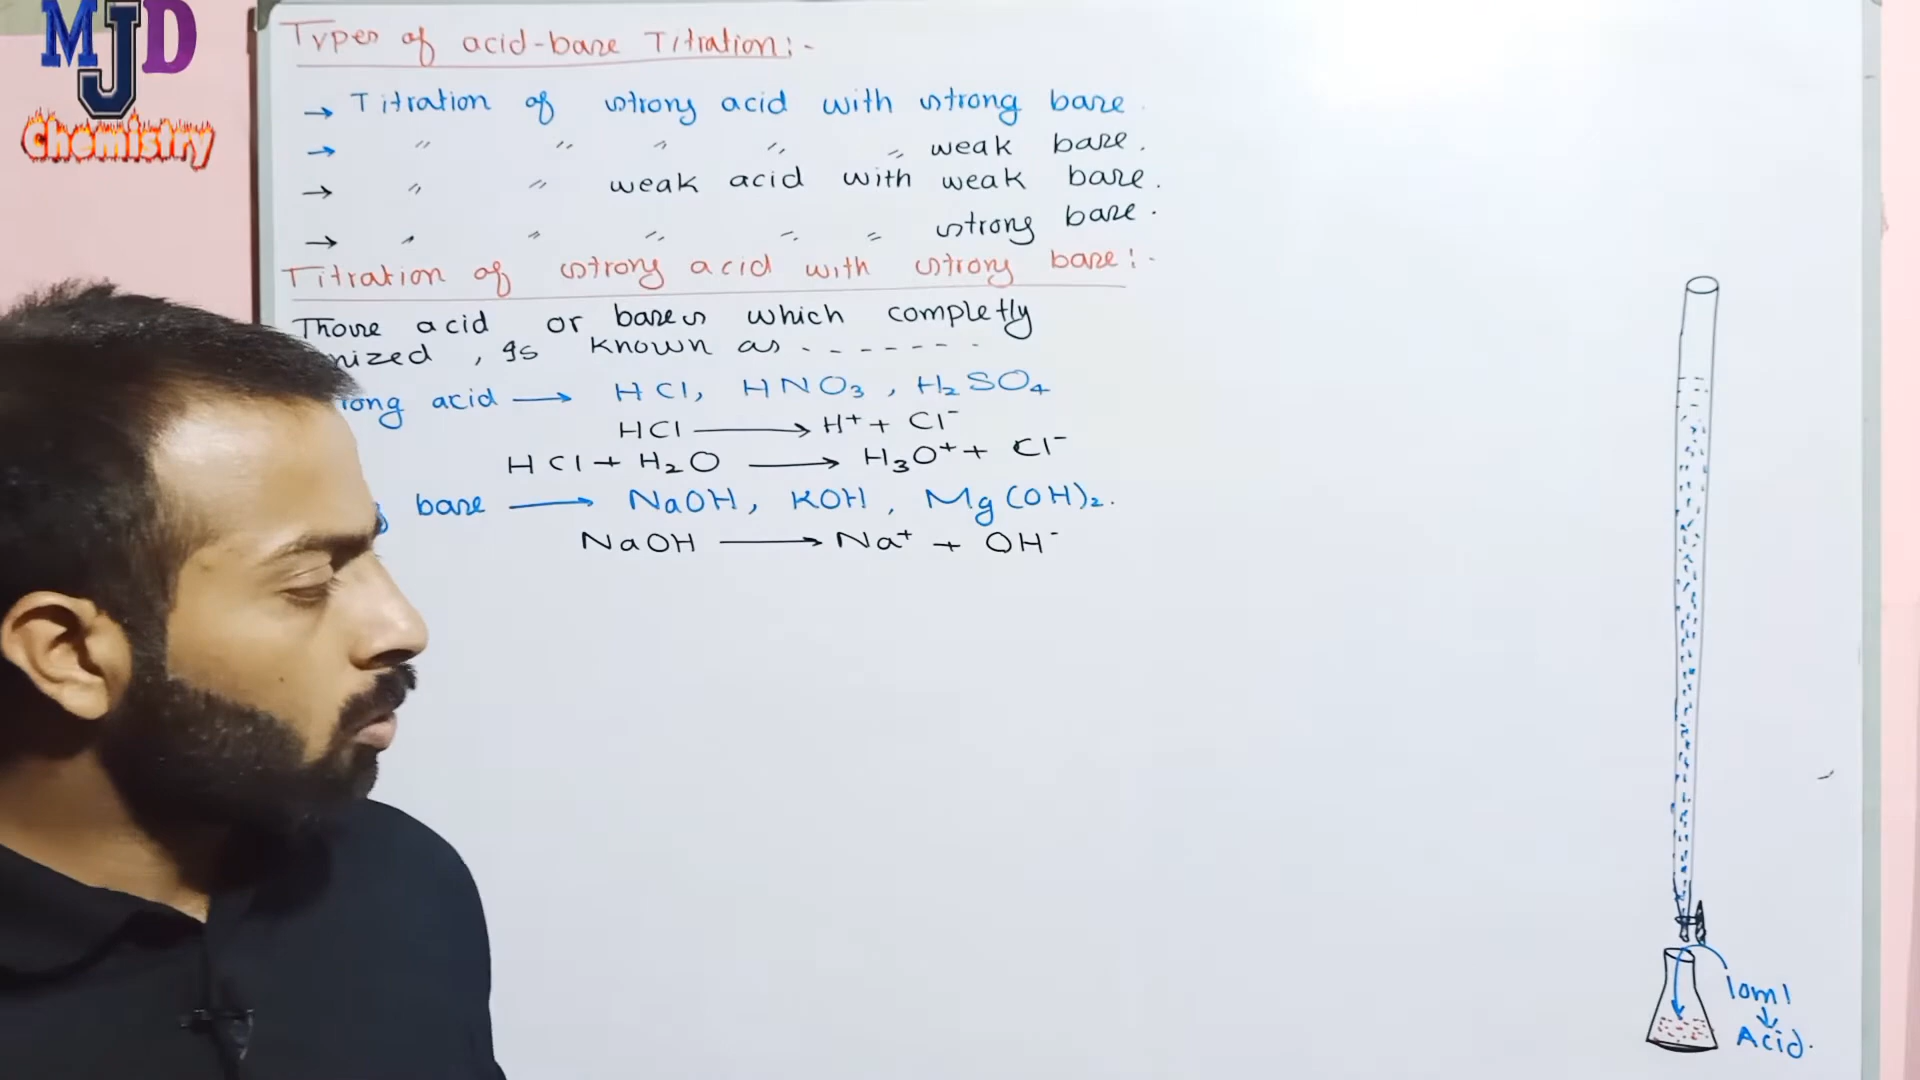 MJD
Chemistry
Types of acid-base Titration:-
→ Titration of strong acid with strong base.
→ " " " " " weak base.
→ " " weak acid with weak base.
→ " " " " " strong base.
Titration of strong acid with strong base:-
Those acid or bases which completly
nized, Is known as - - - - - - -
rong acid → HCl, HNO₃, H₂SO₄
HCl → H⁺ + Cl⁻
HCl + H₂O → H₃O⁺ + Cl⁻
g base → NaOH, KOH, Mg(OH)₂.
NaOH → Na⁺ + OH⁻
10ml
↓
Acid.